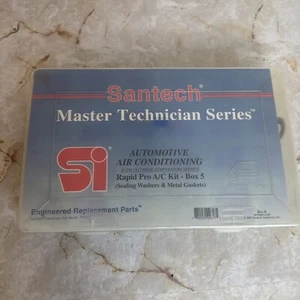 Santech®
Master Technician Series™
Si
AUTOMOTIVE
AIR CONDITIONING
Rapid Pro A/C Kit - Box 5
(Sealing Washers & Metal Gaskets)
Engineered Replacement Parts™